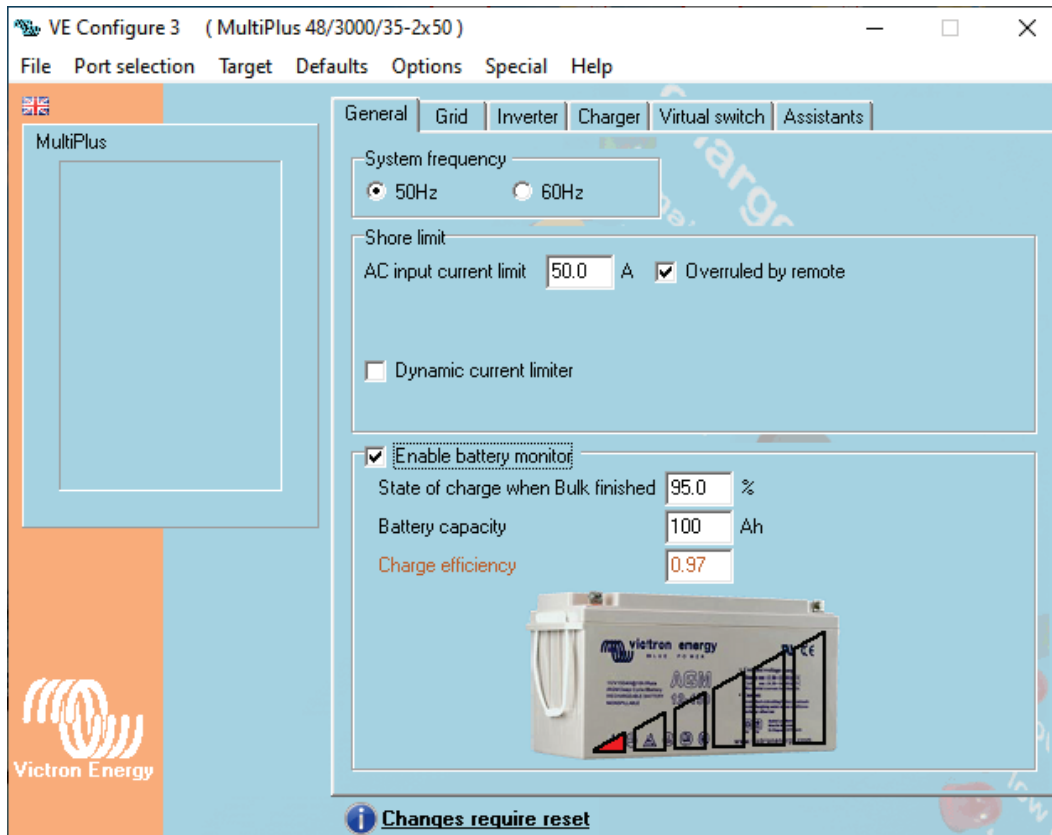 VE Configure 3 ( MultiPlus 48/3000/35-2x50 )
File Port selection Target Defaults Options Special Help
MultiPlus
General Grid Inverter Charger Virtual switch Assistants
System frequency
50Hz 60Hz
Shore limit
AC input current limit 50.0 A Overruled by remote
Dynamic current limiter
Enable battery monitor
State of charge when Bulk finished 95.0 %
Battery capacity 100 Ah
Charge efficiency 0.97
victron energy
BLUE POWER
AGM
Victron Energy
Changes require reset